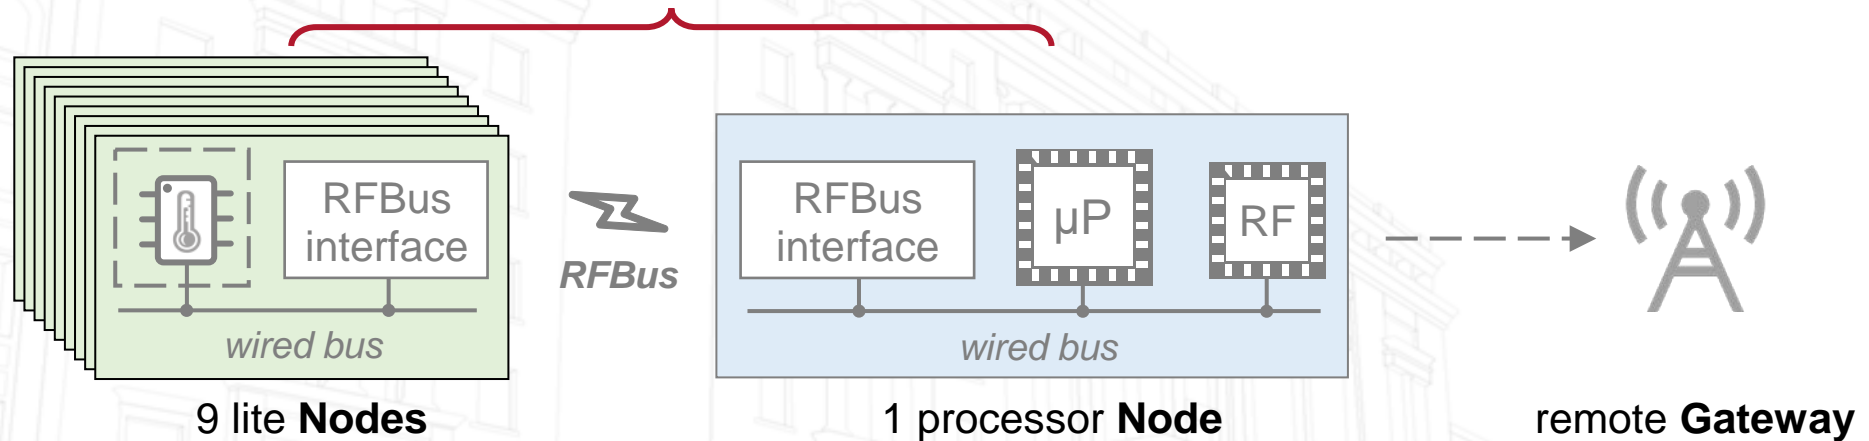 RFBus
interface
wired bus
9 lite Nodes
RFBus
RFBus
interface
µP
RF
wired bus
1 processor Node
remote Gateway